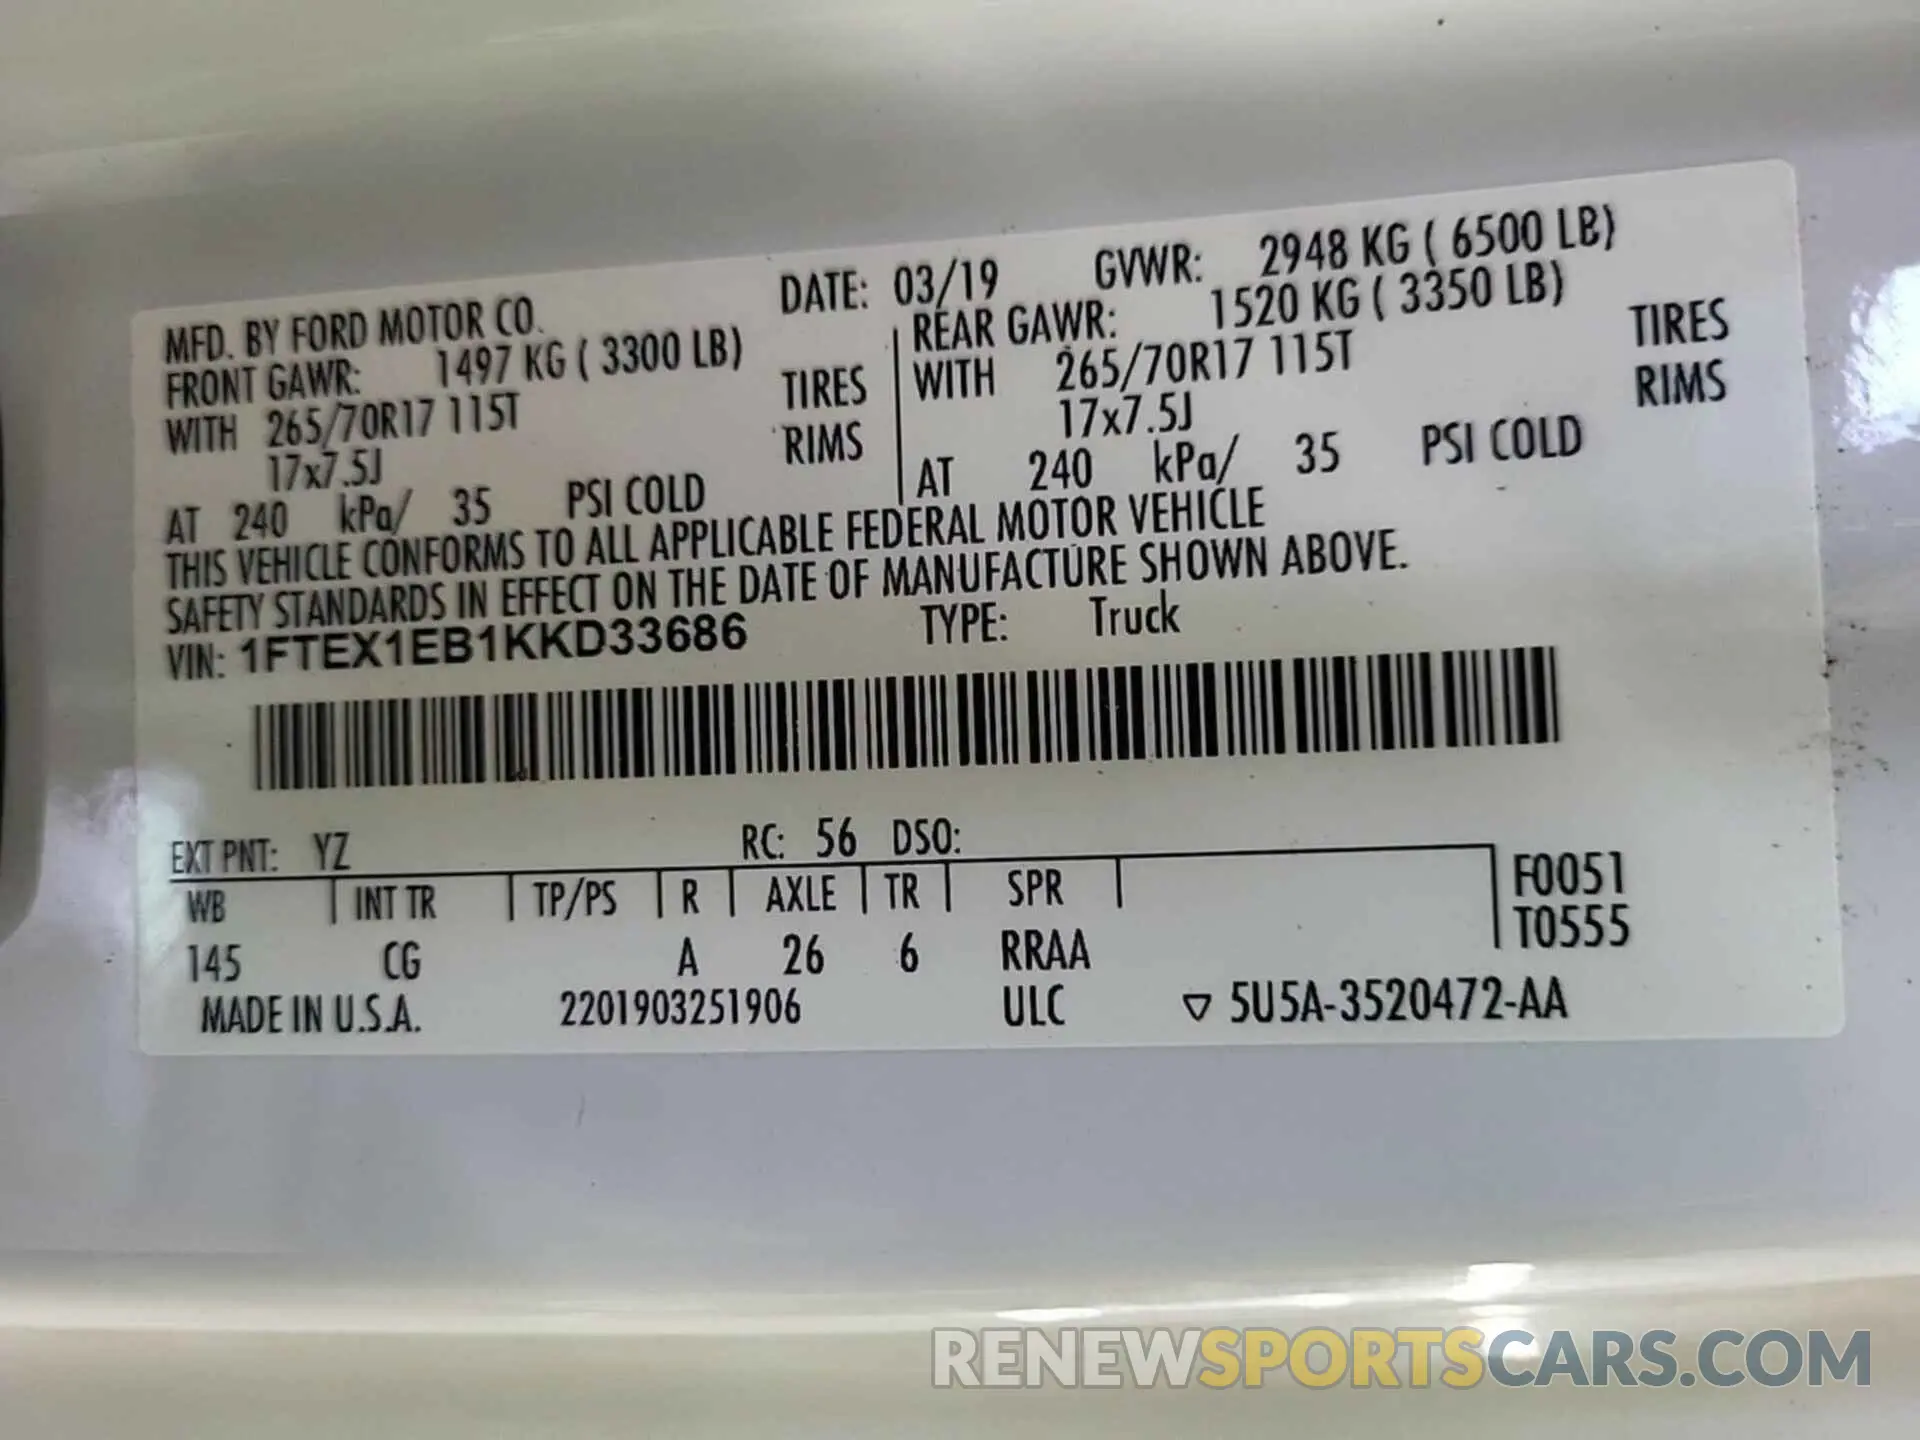 MFD. BY FORD MOTOR CO. DATE: 03/19 GVWR: 2948 KG ( 6500 LB)
FRONT GAWR: 1497 KG ( 3300 LB) REAR GAWR: 1520 KG ( 3350 LB)
WITH 265/70R17 115T TIRES WITH 265/70R17 115T TIRES
17x7.5J RIMS 17x7.5J RIMS
AT 240 kPa/ 35 PSI COLD AT 240 kPa/ 35 PSI COLD
THIS VEHICLE CONFORMS TO ALL APPLICABLE FEDERAL MOTOR VEHICLE
SAFETY STANDARDS IN EFFECT ON THE DATE OF MANUFACTURE SHOWN ABOVE.
VIN: 1FTEX1EB1KKD33686 TYPE: Truck
EXT PNT: YZ RC: 56 DSO:
WB INT TR TP/PS R AXLE TR SPR F0051
T0555
145 CG A 26 6 RRAA
MADE IN U.S.A. 2201903251906 ULC ▽ 5U5A-3520472-AA
RENEWSPORTSCARS.COM